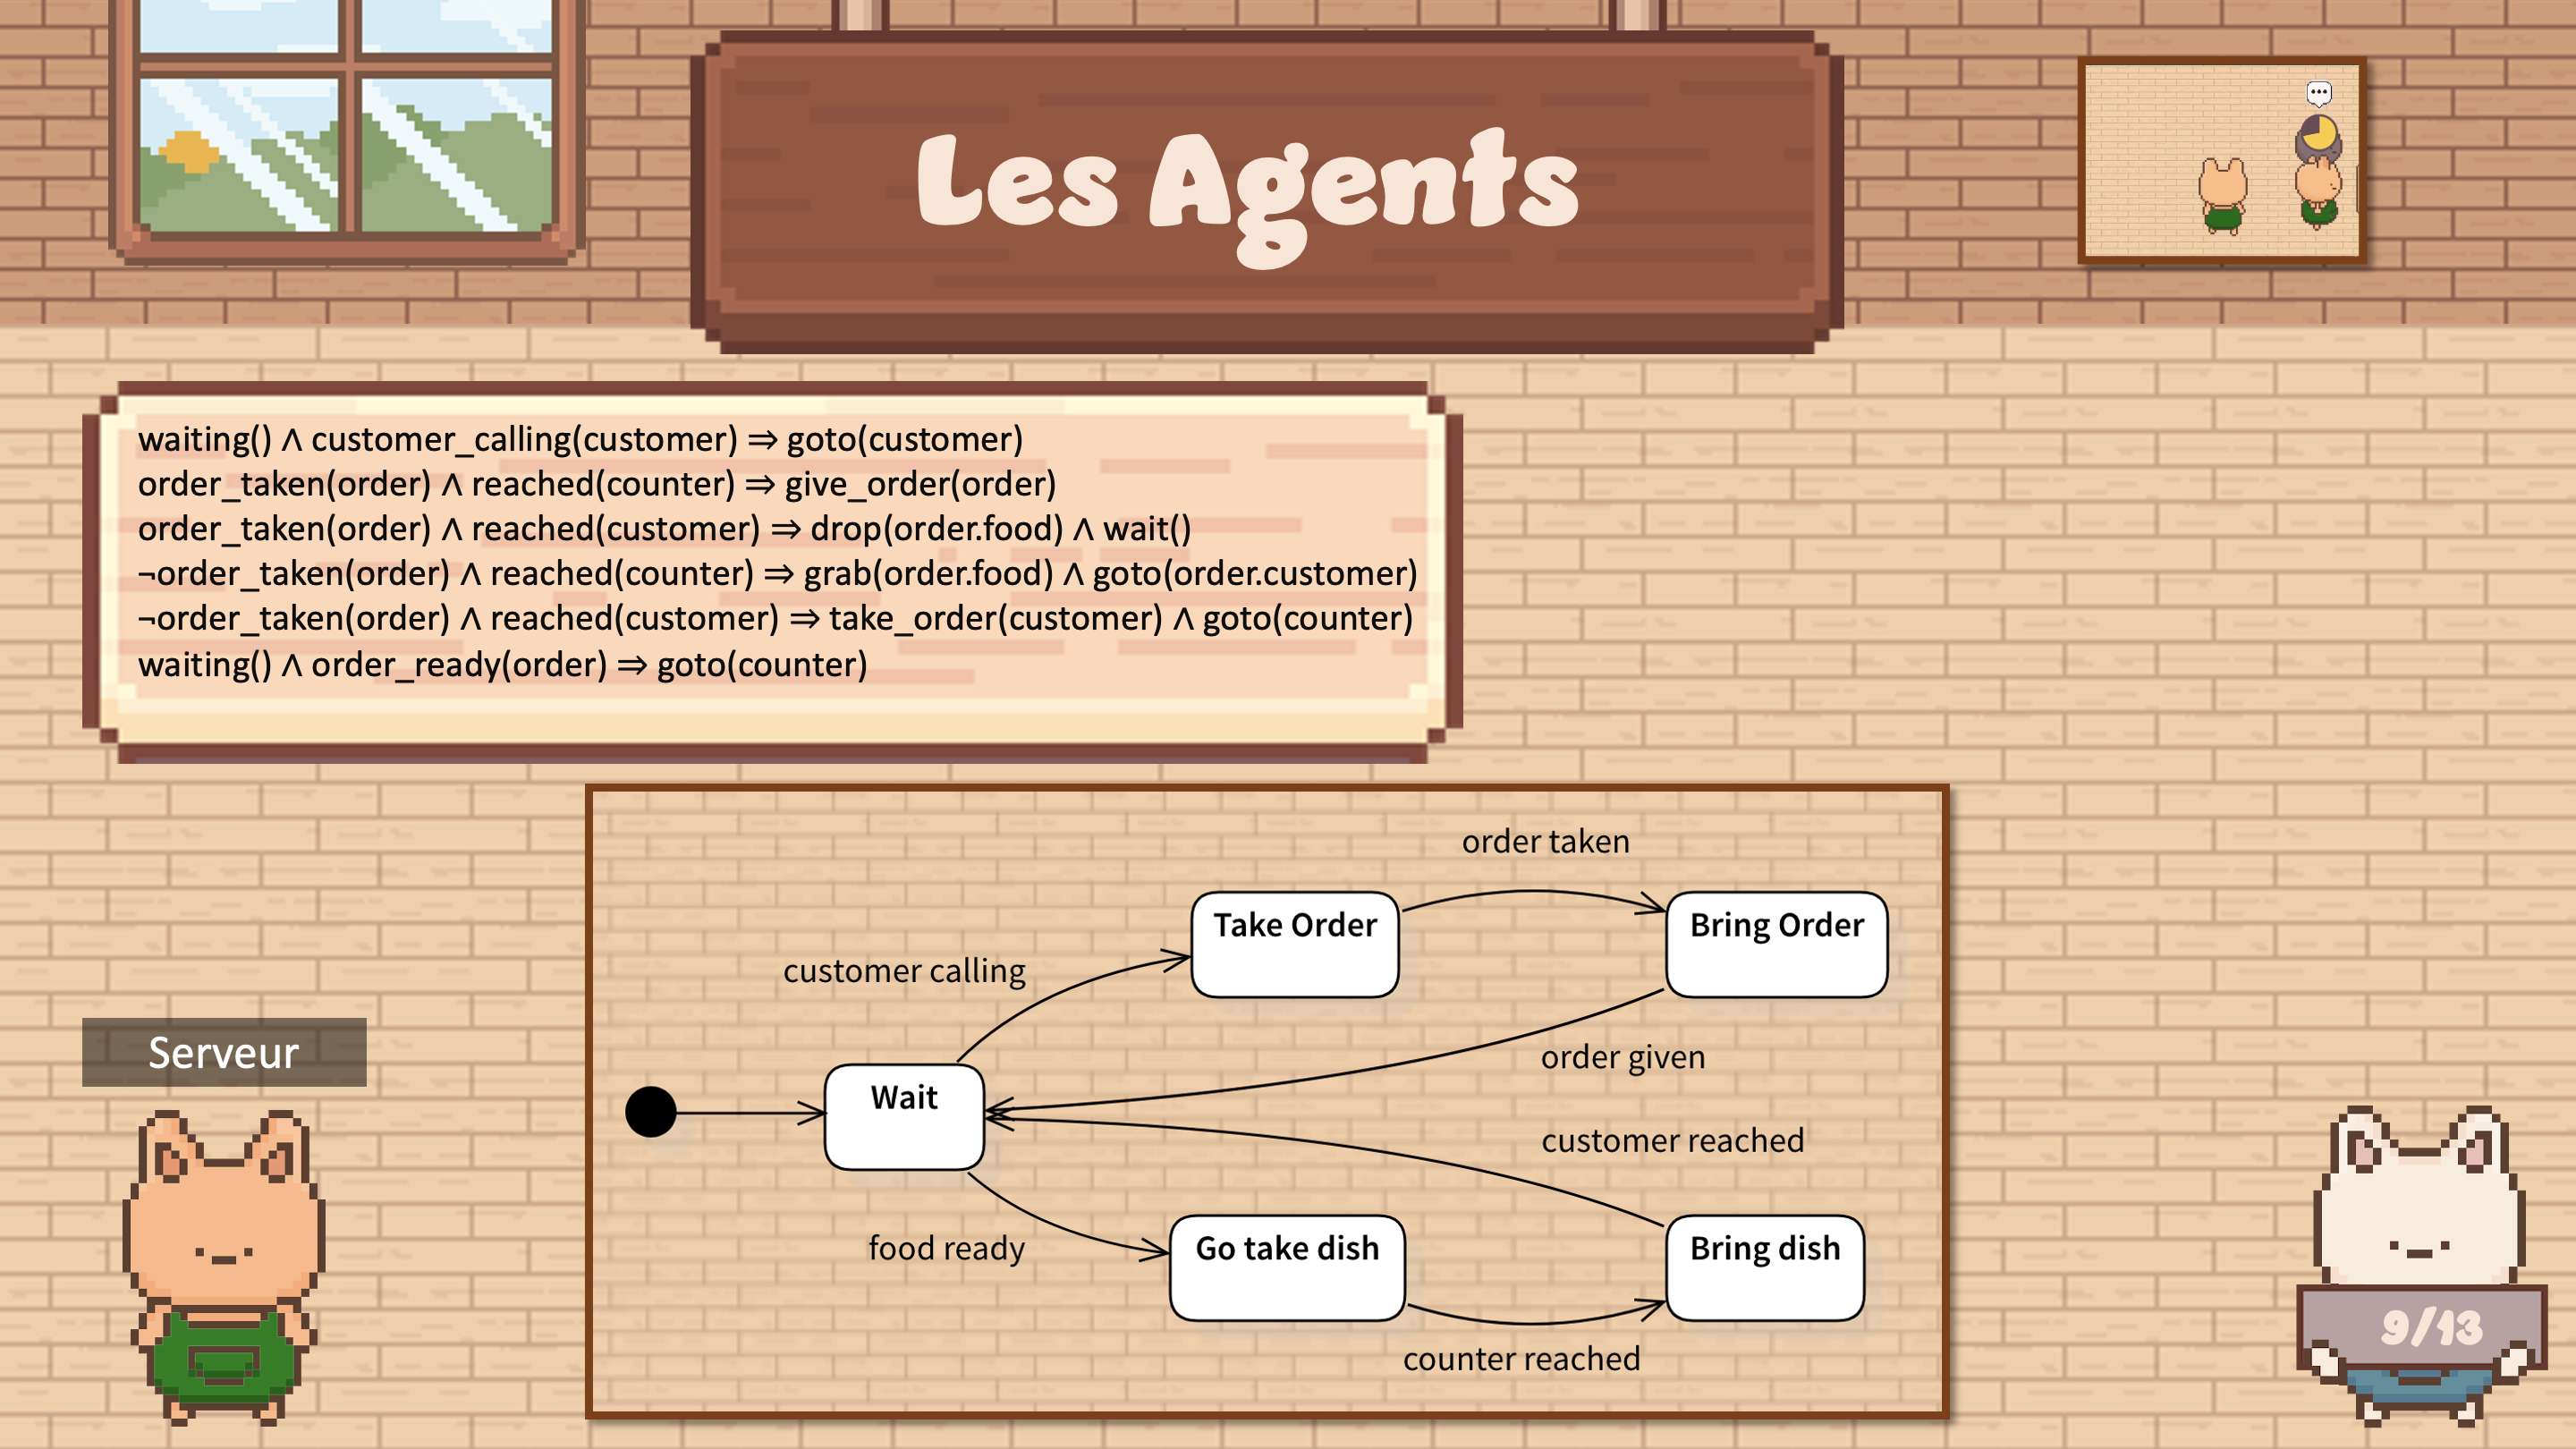 Les Agents
waiting() ∧ customer_calling(customer) ⇒ goto(customer)
order_taken(order) ∧ reached(counter) ⇒ give_order(order)
order_taken(order) ∧ reached(customer) ⇒ drop(order.food) ∧ wait()
¬order_taken(order) ∧ reached(counter) ⇒ grab(order.food) ∧ goto(order.customer)
¬order_taken(order) ∧ reached(customer) ⇒ take_order(customer) ∧ goto(counter)
waiting() ∧ order_ready(order) ⇒ goto(counter)
order taken
Take Order
Bring Order
customer calling
Serveur
order given
Wait
customer reached
food ready
Go take dish
Bring dish
counter reached
9/13